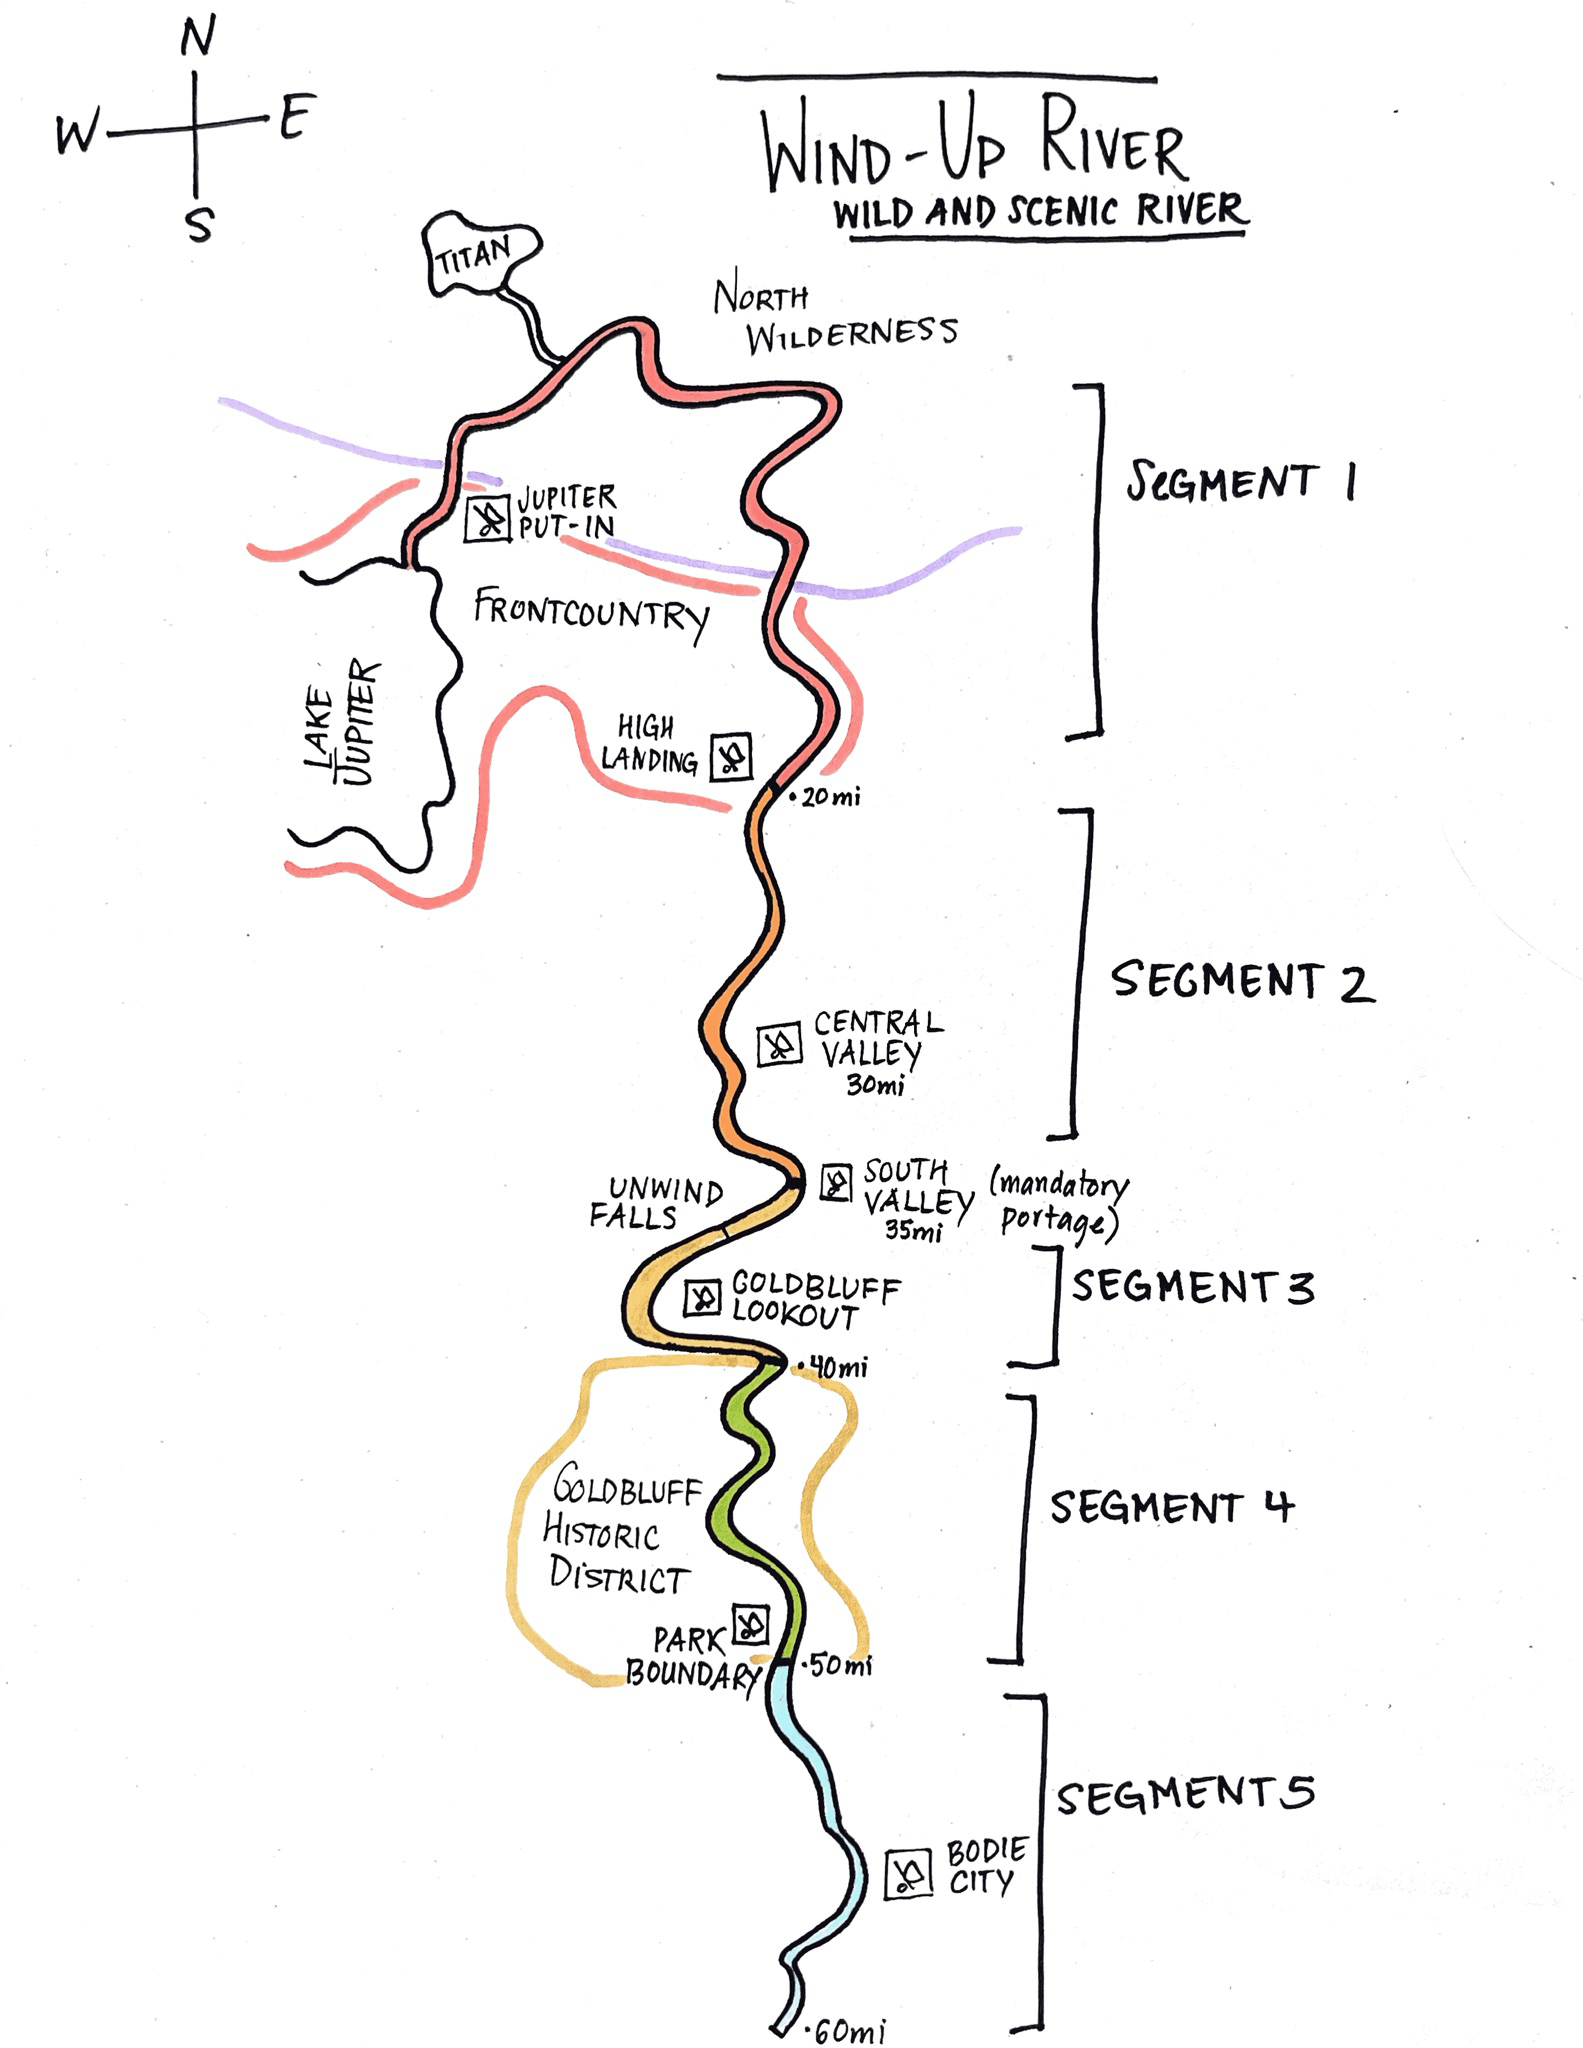 N
W E
S
WIND-UP RIVER
WILD AND SCENIC RIVER
TITAN
NORTH
WILDERNESS
SEGMENT 1
JUPITER
PUT-IN
FRONTCOUNTRY
LAKE
JUPITER
HIGH
LANDING
.20mi
SEGMENT 2
CENTRAL
VALLEY
30mi
UNWIND
FALLS
SOUTH
VALLEY
35mi
(mandatory
portage)
SEGMENT 3
GOLDBLUFF
LOOKOUT
.40mi
GOLDBLUFF
HISTORIC
DISTRICT
SEGMENT 4
PARK
BOUNDARY
.50mi
SEGMENT 5
BODIE
CITY
.60mi